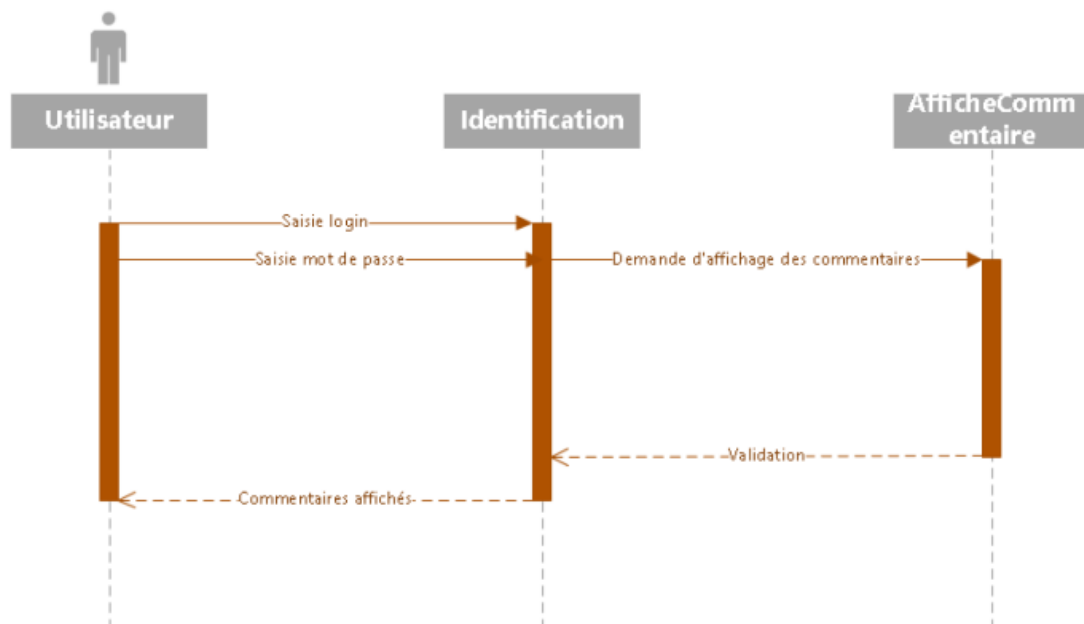 Utilisateur
Identification
AfficheComm
entaire
Saisie login
Saisie mot de passe
Demande d'affichage des commentaires
Validation
Commentaires affichés